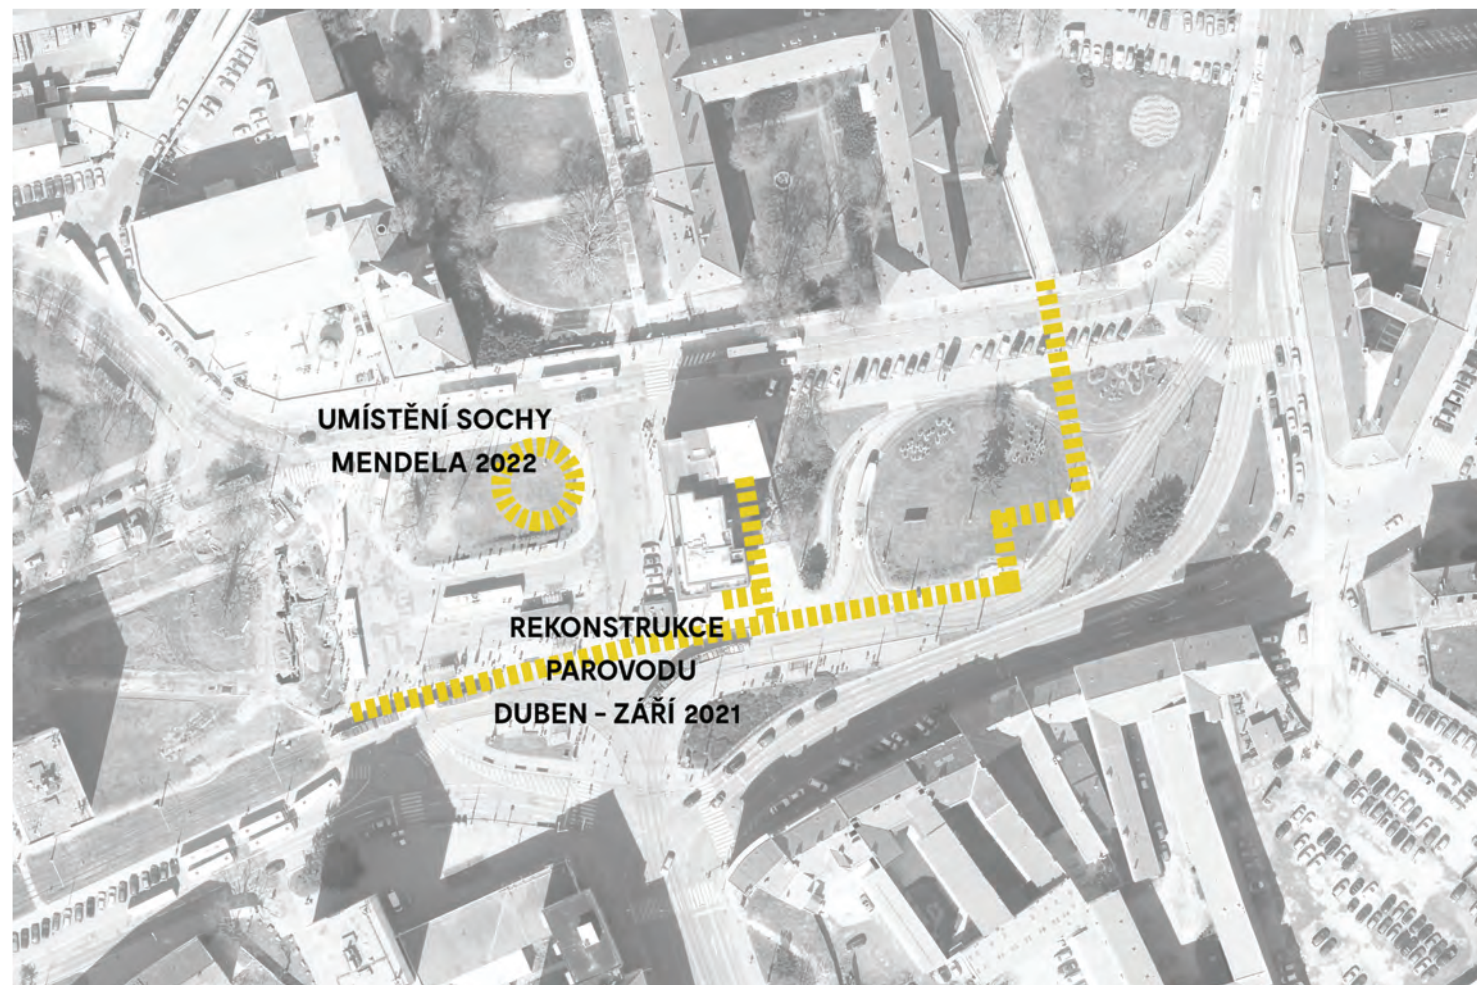 UMÍSTĚNÍ SOCHY
MENDELA 2022
REKONSTRUKCE
PAROVODU
DUBEN – ZÁŘÍ 2021